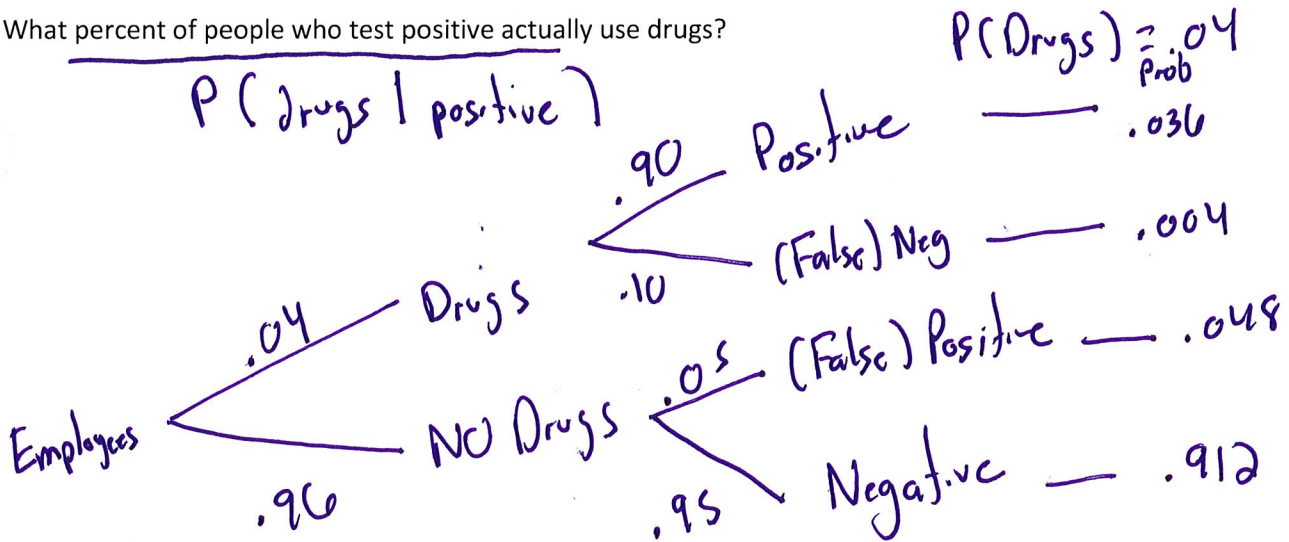 What percent of people who test positive actually use drugs?
P(Drugs) = .04
P(drugs | positive)
Prob
.90 Positive — .036
.10 (False) Neg — .004
.04 Drugs
.05 (False) Positive — .048
Employees
.96 NO Drugs
.95 Negative — .912